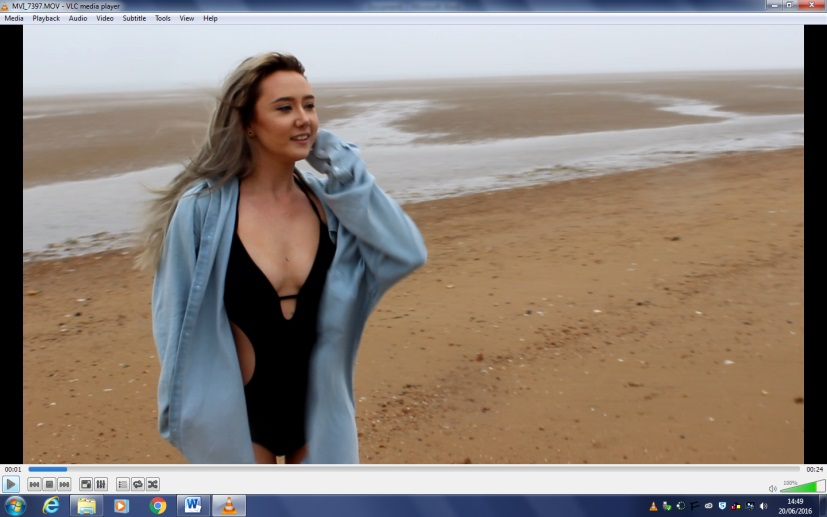 MVI_7397.MOV - VLC media player
Media Playback Audio Video Subtitle Tools View Help
00:01
00:24
100%
14:49
20/06/2016